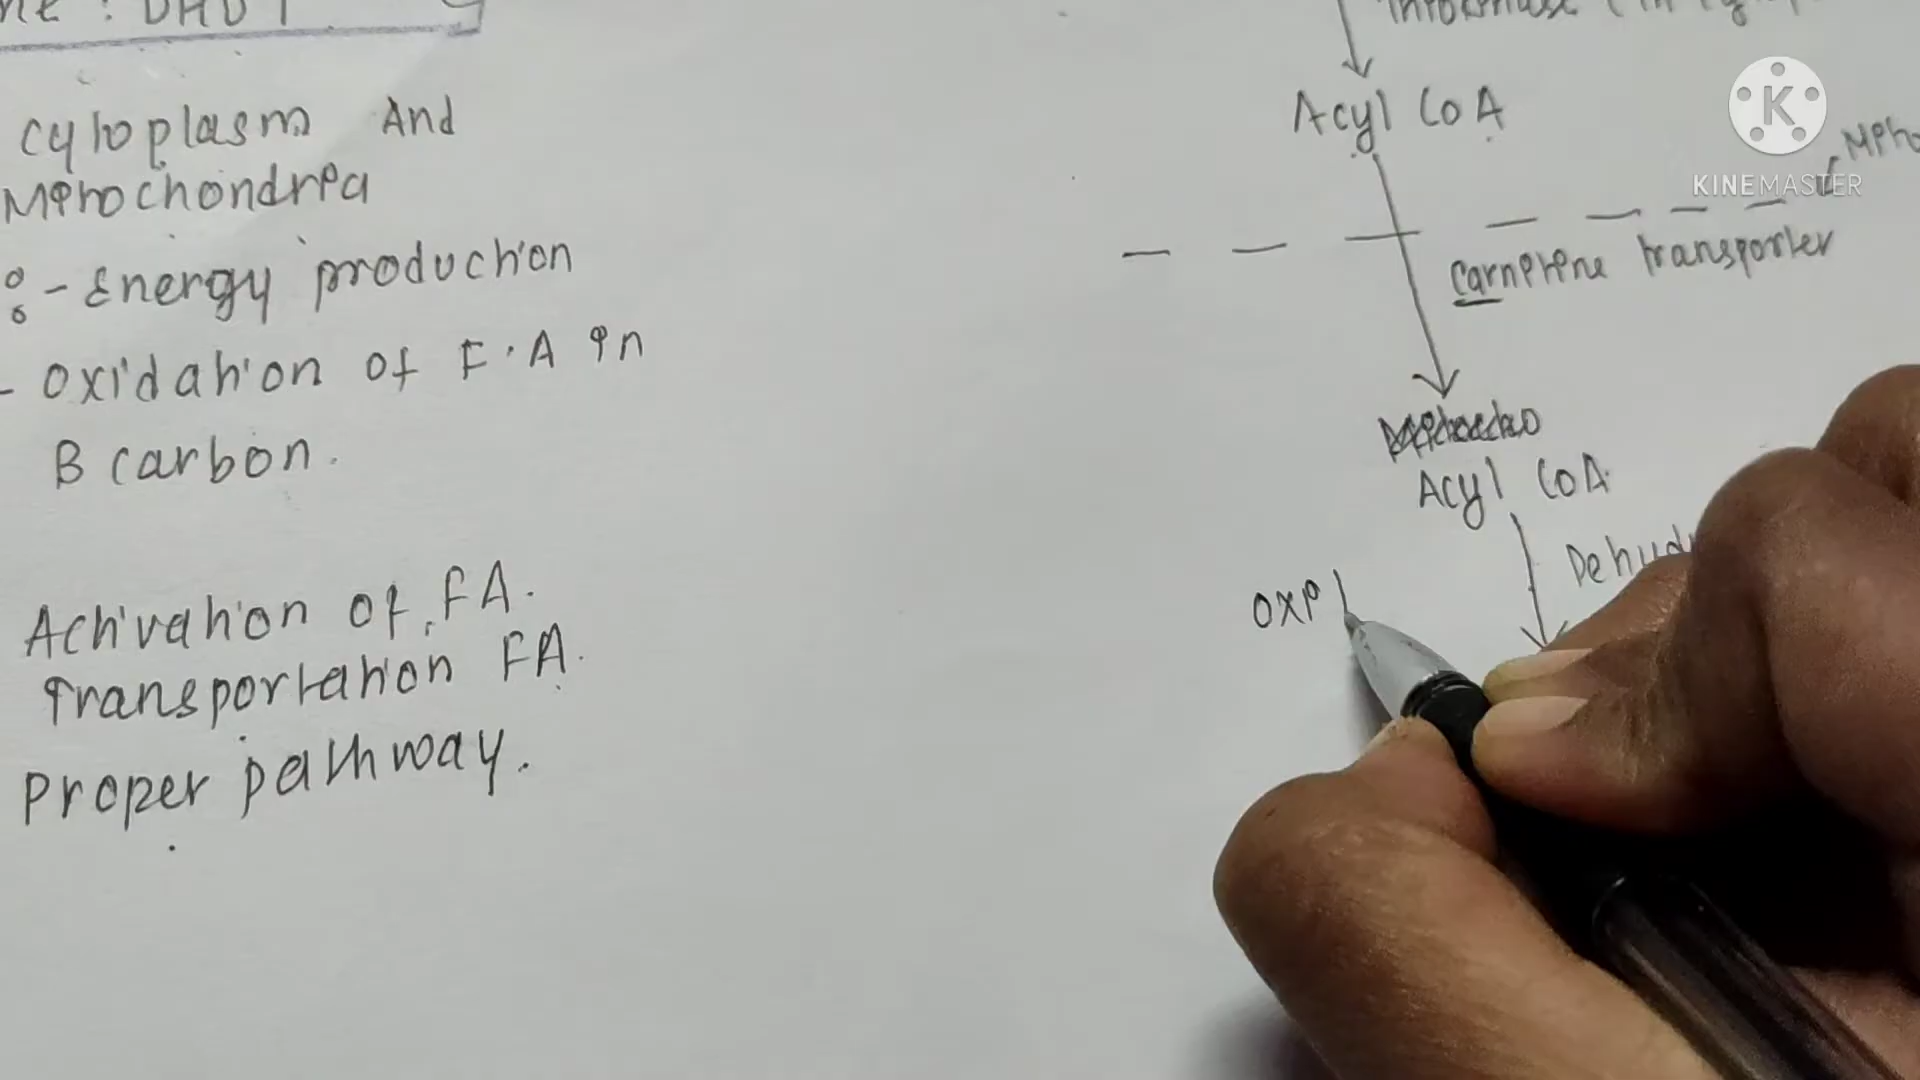 Cytoplasm And
Mitochondria
:- Energy production
- Oxidation of F.A in
B carbon.
Activation of FA.
Transportation FA.
Proper pathway.
Acyl CoA
Carnitine transporter
Acyl CoA
Oxi
KINEMASTER